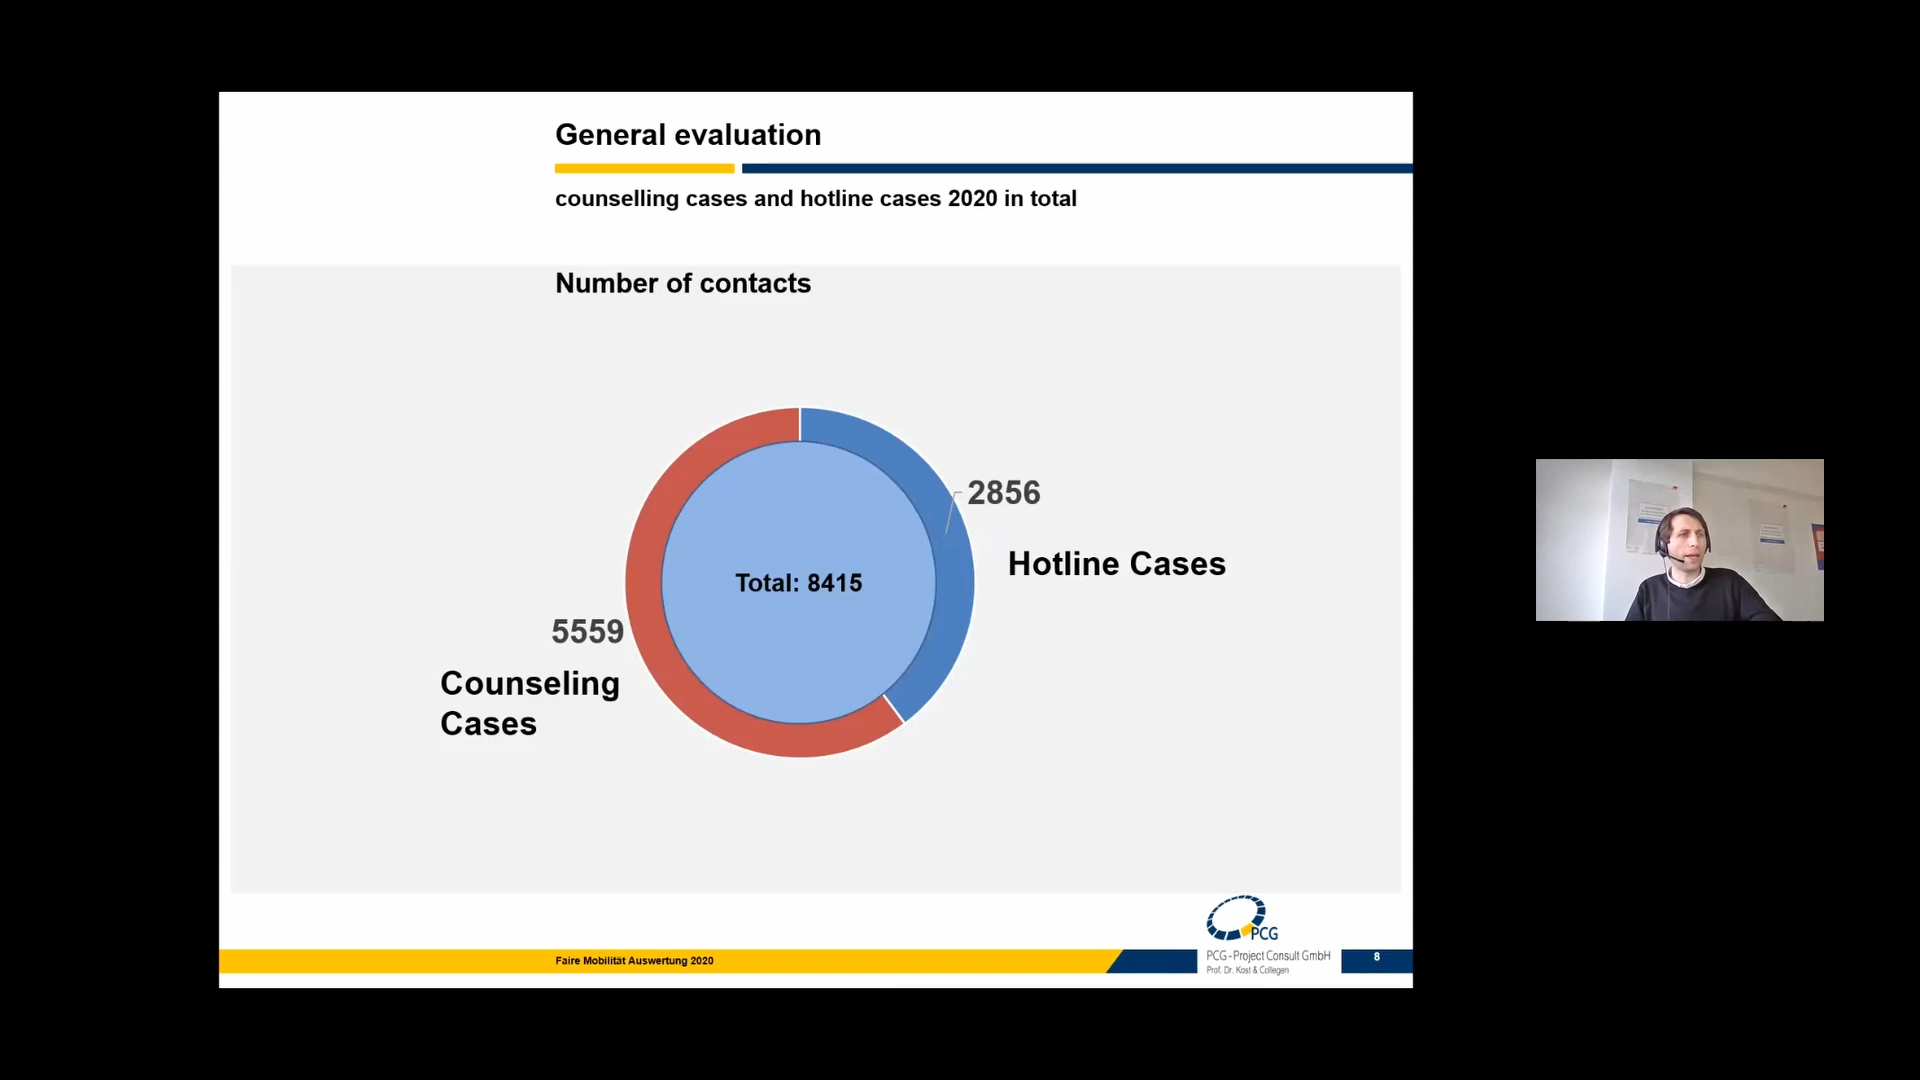 General evaluation
counselling cases and hotline cases 2020 in total
Number of contacts
2856
Hotline Cases
Total: 8415
5559
Counseling
Cases
PCG
Faire Mobilität Auswertung 2020
PCG - Project Consult GmbH
Prof. Dr. Kost & Collegen
8